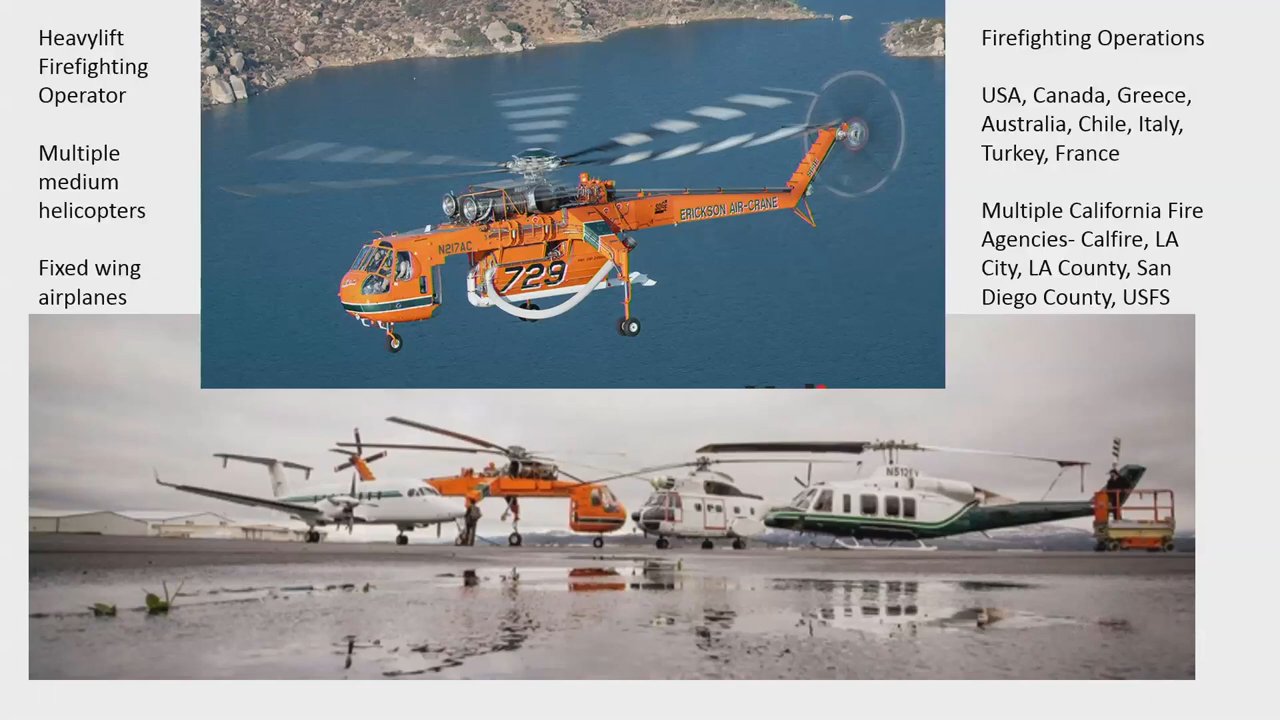 Heavylift
Firefighting
Operator
Multiple
medium
helicopters
Fixed wing
airplanes
N217AC
729
ERICKSON AIR-CRANE
Firefighting Operations
USA, Canada, Greece,
Australia, Chile, Italy,
Turkey, France
Multiple California Fire
Agencies- Calfire, LA
City, LA County, San
Diego County, USFS